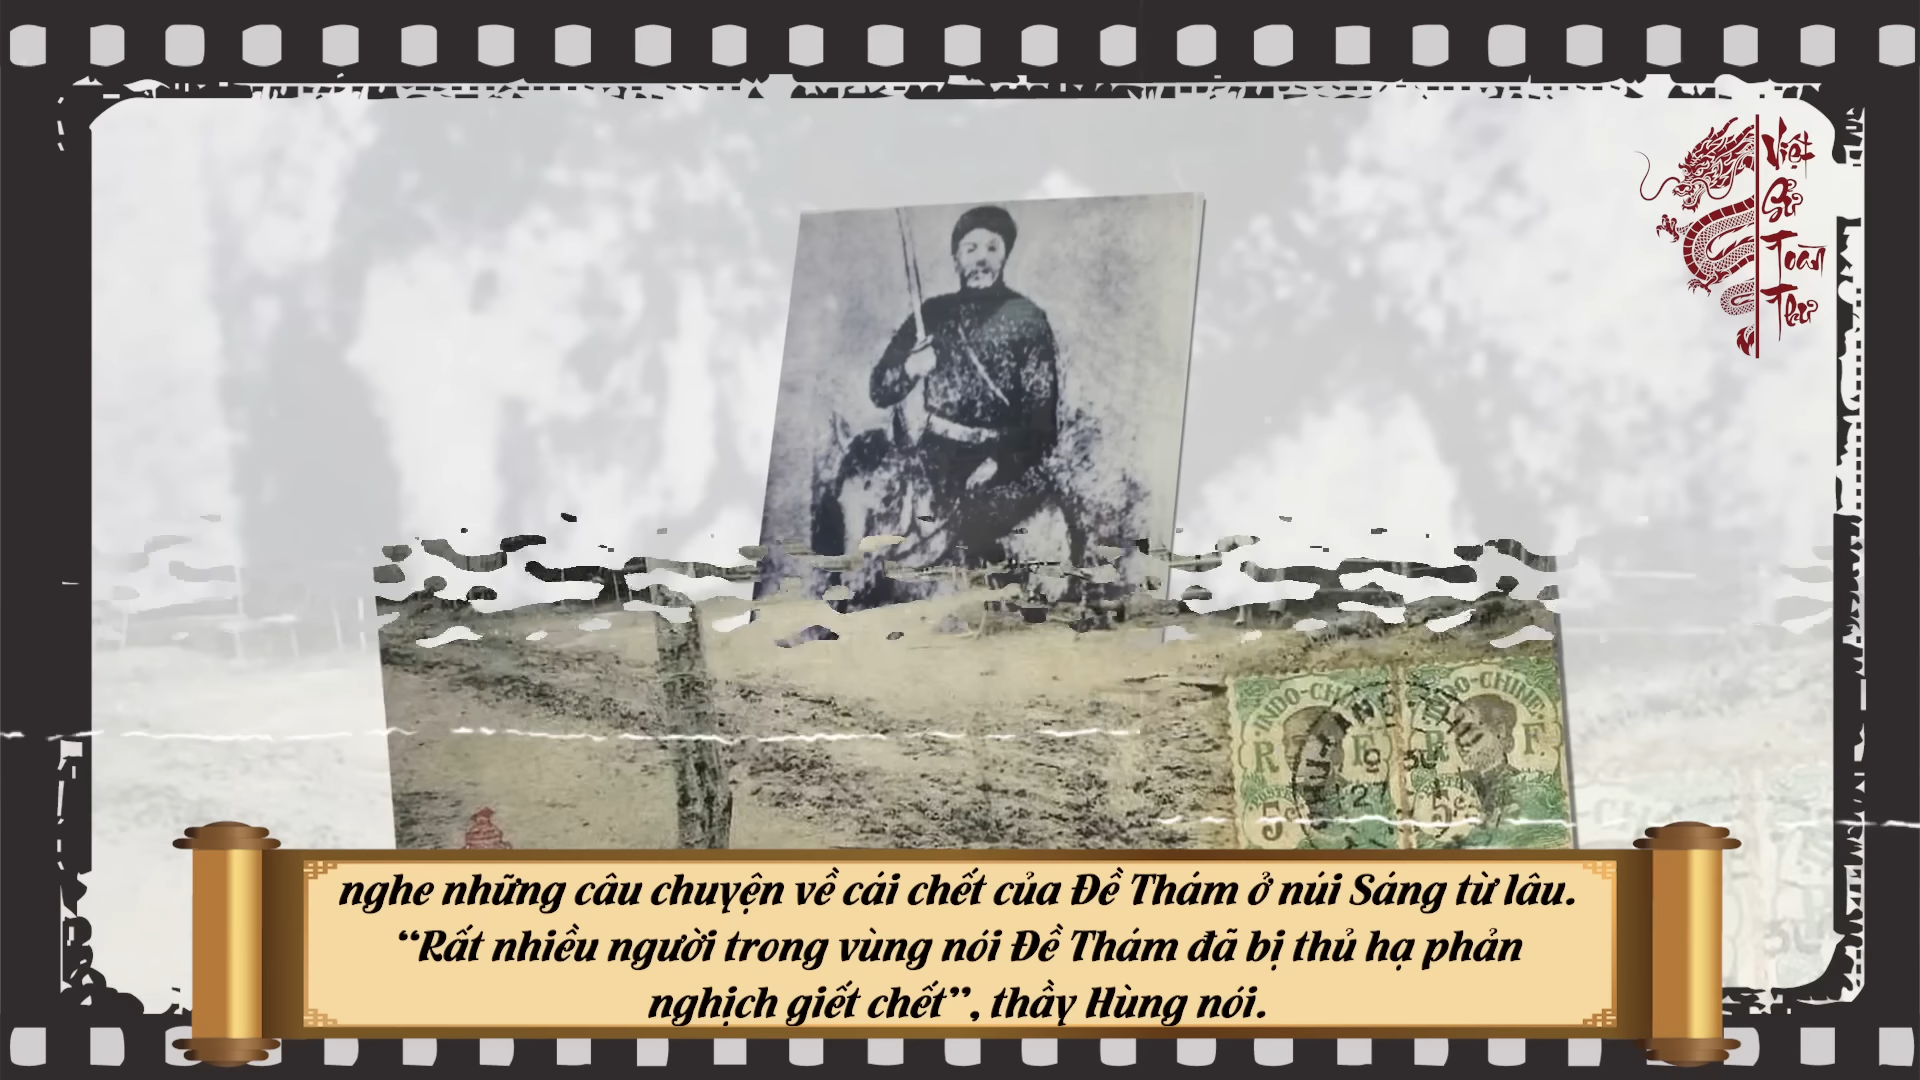 Việt
Sử
Toàn
Thư
INDO-CHINE
R F
5
nghe những câu chuyện về cái chết của Đề Thám ở núi Sáng từ lâu.
“Rất nhiều người trong vùng nói Đề Thám đã bị thủ hạ phản
nghịch giết chết”, thầy Hùng nói.